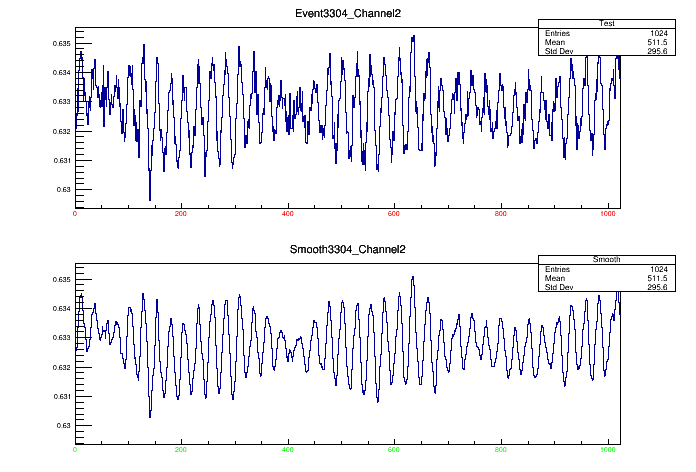 Event3304_Channel2
Test
Entries 1024
Mean 511.5
Std Dev 295.6
0.635
0.634
0.633
0.632
0.631
0.63
0 200 400 600 800 1000
Smooth3304_Channel2
Smooth
Entries 1024
Mean 511.5
Std Dev 295.6
0.635
0.634
0.633
0.632
0.631
0.63
0 200 400 600 800 1000